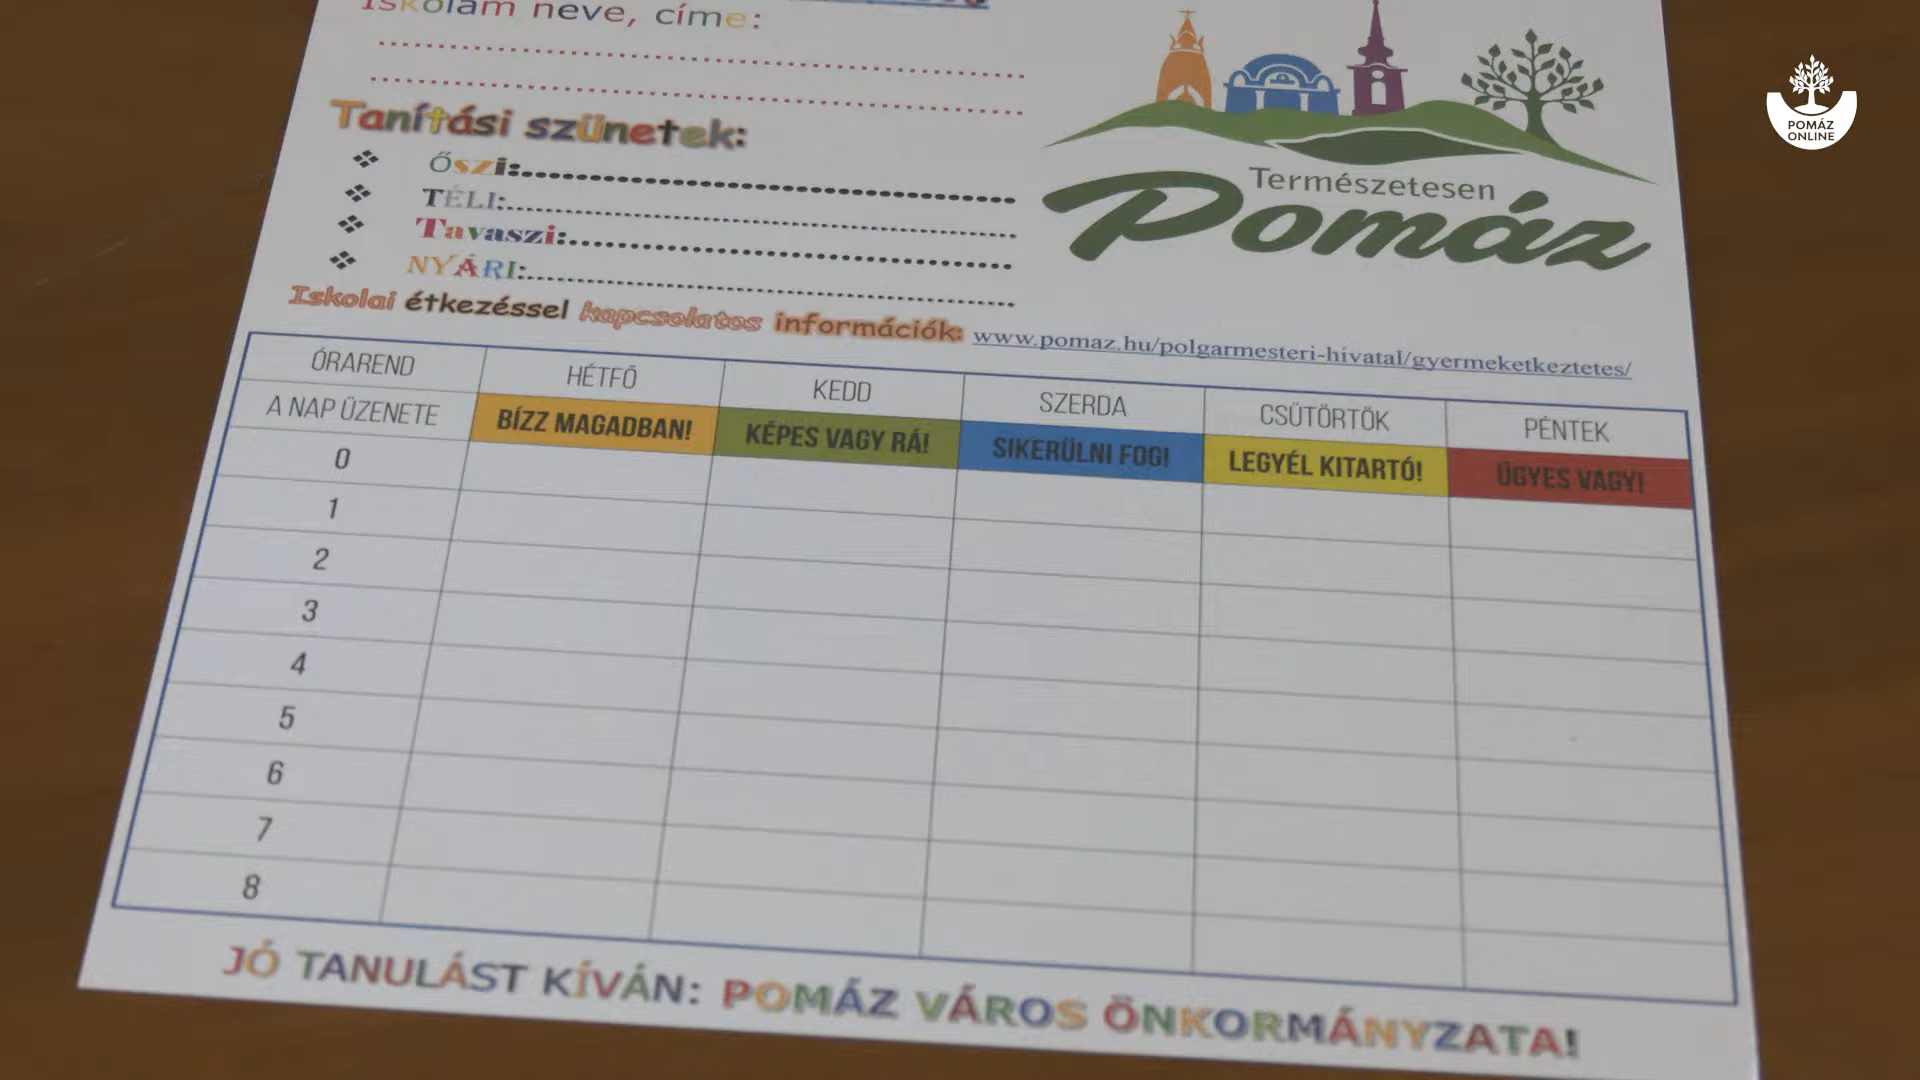 Iskolám neve, címe:
Tanítási szünetek:
Őszi:
TÉLI:
Tavaszi:
NYÁRI:
Iskolai étkezéssel kapcsolatos információk: www.pomaz.hu/polgarmesteri-hivatal/gyermeketkeztetes/
Természetesen
Pomáz
POMÁZ
ONLINE
ÓRAREND HÉTFŐ KEDD SZERDA CSÜTÖRTÖK PÉNTEK
A NAP ÜZENETE BÍZZ MAGADBAN! KÉPES VAGY RÁ! SIKERÜLNI FOG! LEGYÉL KITARTÓ! ÜGYES VAGY!
0
1
2
3
4
5
6
7
8
JÓ TANULÁST KÍVÁN: POMÁZ VÁROS ÖNKORMÁNYZATA!